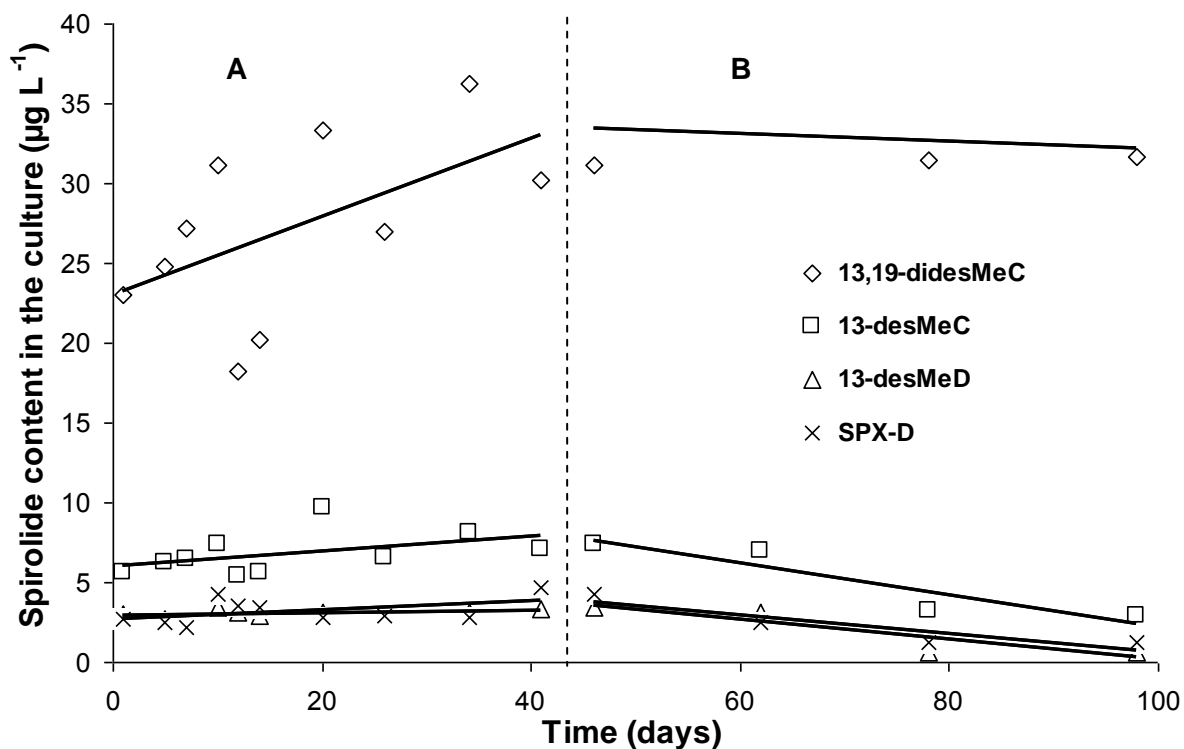 Spirolide content in the culture (µg L⁻¹)
40
35
30
25
20
15
10
5
0
A
B
13,19-didesMeC
13-desMeC
13-desMeD
SPX-D
0
20
40
60
80
100
Time (days)